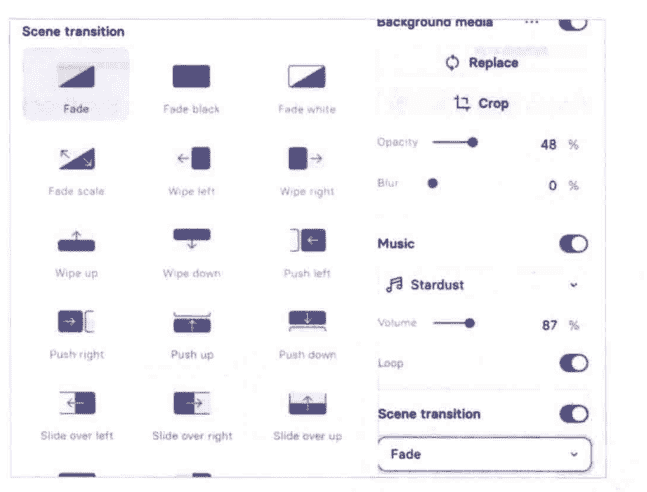 Scene transition
Fade
Fade black
Fade white
Fade scale
Wipe left
Wipe right
Wipe up
Wipe down
Push left
Push right
Push up
Push down
Slide over left
Slide over right
Slide over up
Background media ...
Replace
Crop
Opacity 48 %
Blur 0 %
Music
Stardust
Volume 87 %
Loop
Scene transition
Fade